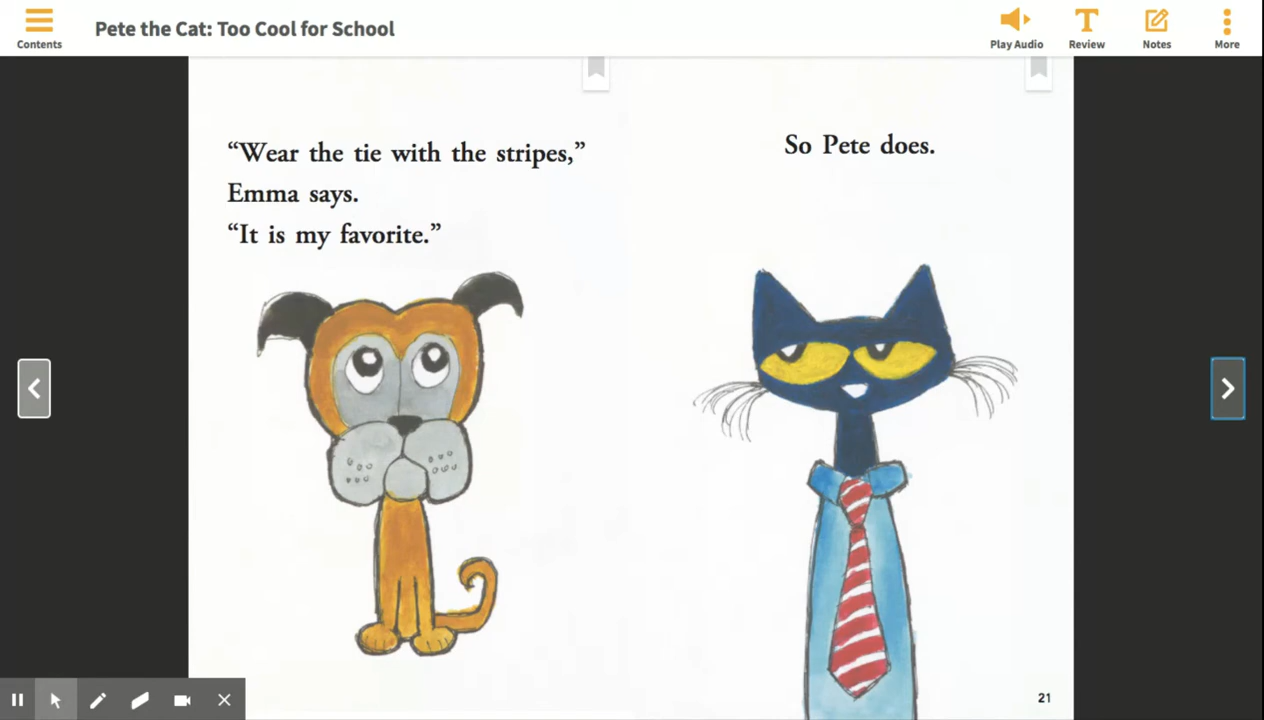 Contents
Pete the Cat: Too Cool for School
Play Audio
Review
Notes
More
“Wear the tie with the stripes,”
Emma says.
“It is my favorite.”
So Pete does.
21